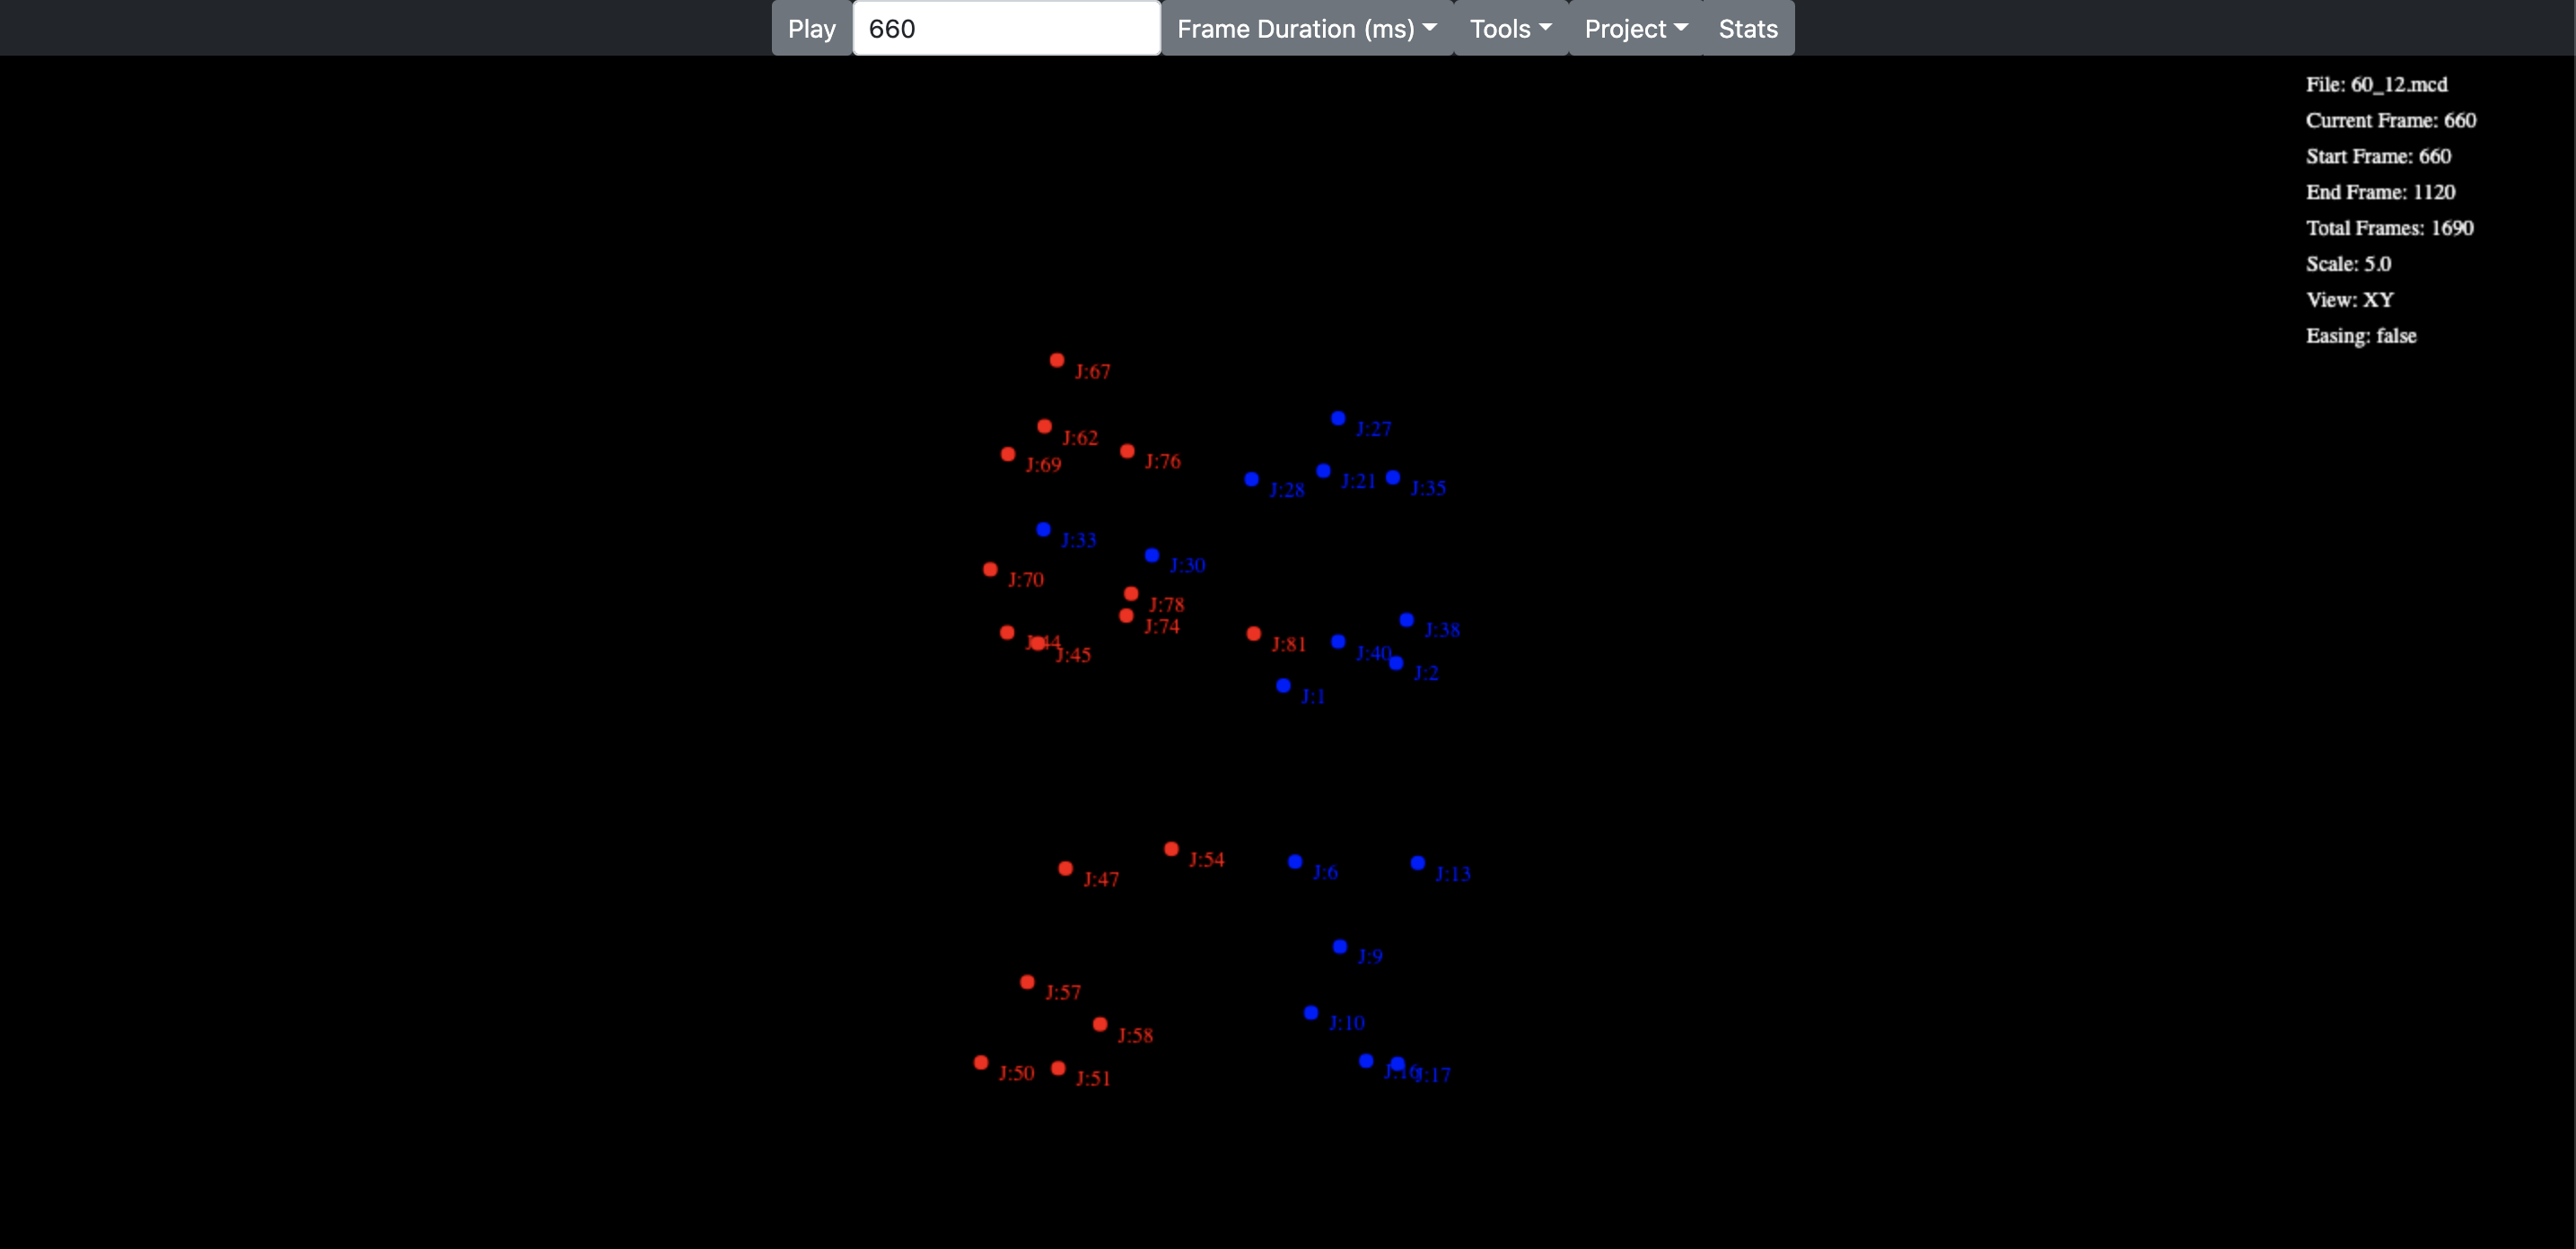 Play 660 Frame Duration (ms) Tools Project Stats
File: 60_12.mcd
Current Frame: 660
Start Frame: 660
End Frame: 1120
Total Frames: 1690
Scale: 5.0
View: XY
Easing: false
J:67
J:27
J:62
J:69
J:76
J:28
J:21
J:35
J:33
J:30
J:70
J:78
J:74
J:44
J:45
J:81
J:38
J:40
J:2
J:1
J:54
J:47
J:6
J:13
J:9
J:57
J:58
J:10
J:50
J:51
J:16
J:17